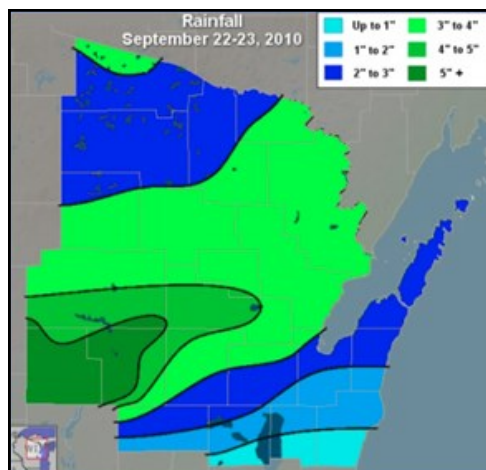 Rainfall
September 22-23, 2010
Up to 1"
1" to 2"
2" to 3"
3" to 4"
4" to 5"
5" +